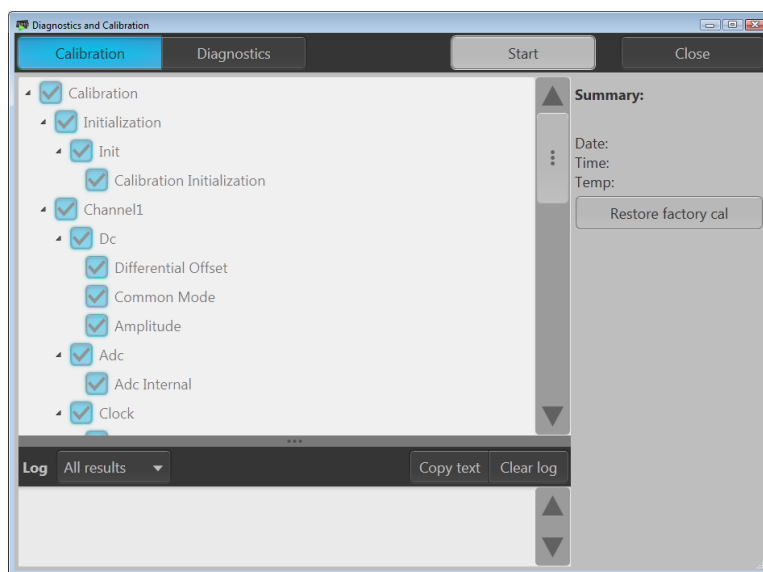 Diagnostics and Calibration
Calibration Diagnostics Start Close
Calibration
Initialization
Init
Calibration Initialization
Channel1
Dc
Differential Offset
Common Mode
Amplitude
Adc
Adc Internal
Clock
Summary:
Date:
Time:
Temp:
Restore factory cal
Log All results Copy text Clear log